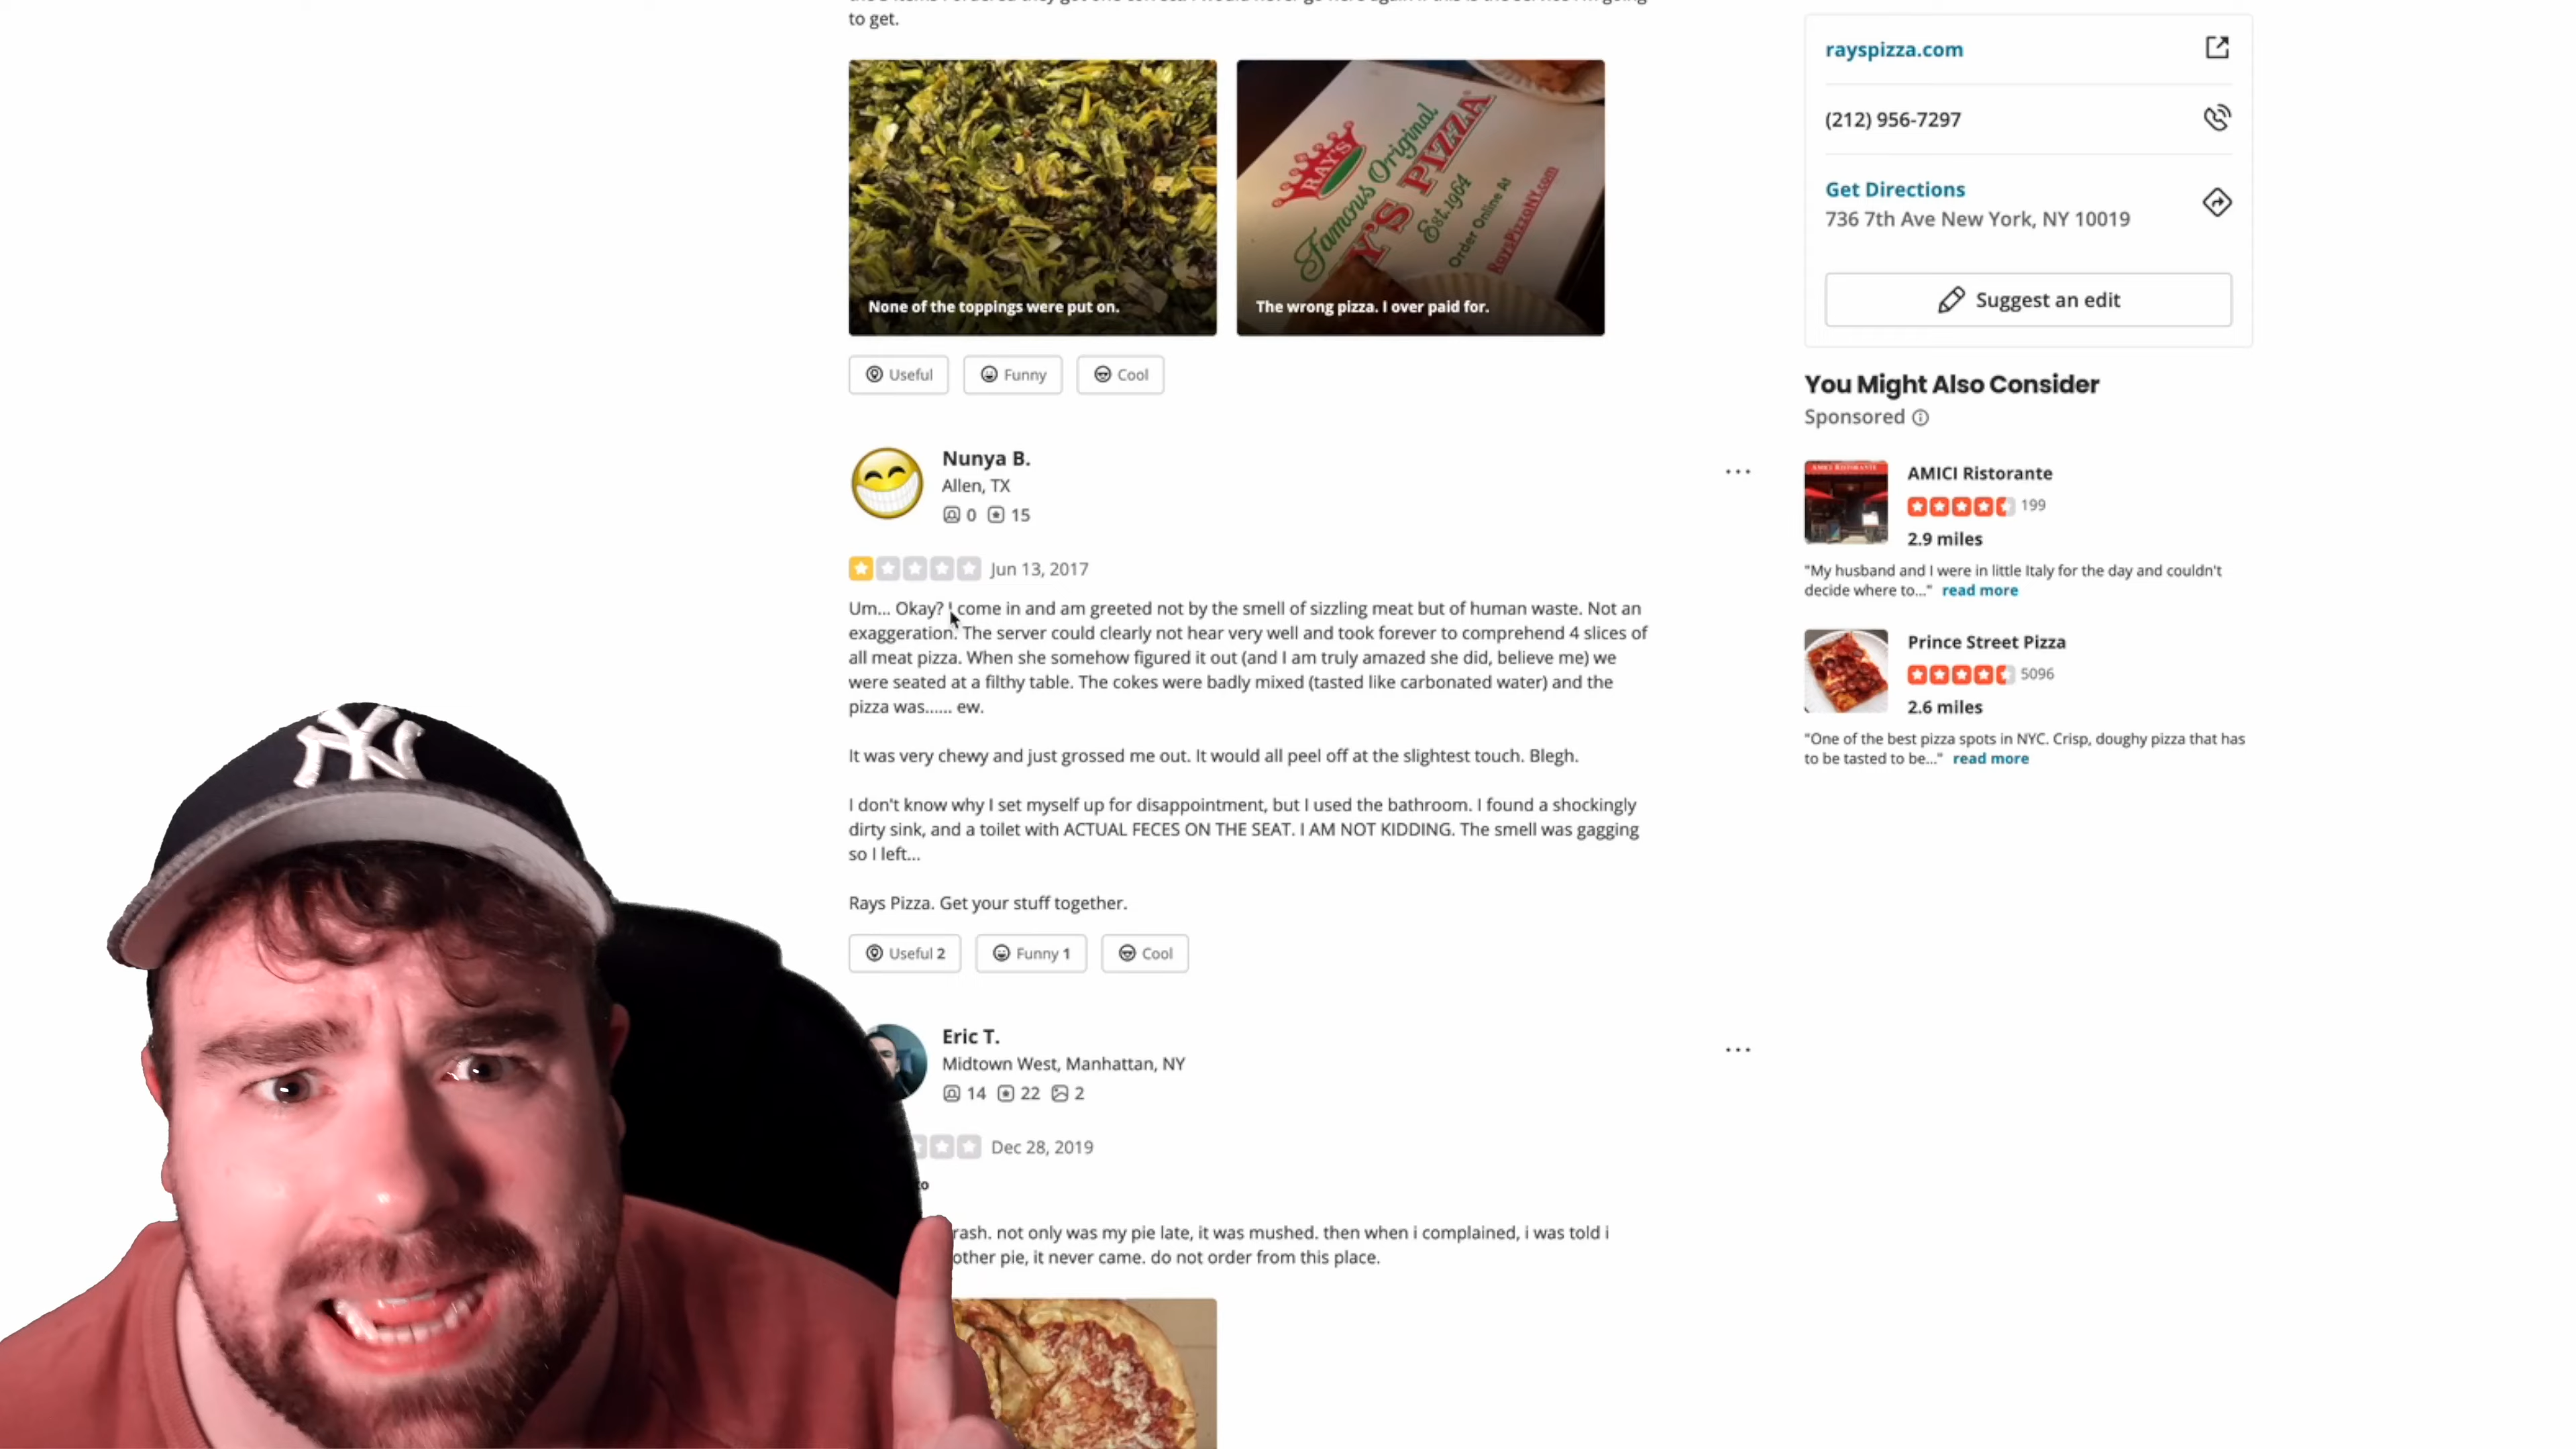 to get.
RAY'S
Famous Original
Y'S PIZZA
Est.1964
Order Online At
RaysPizzaNY.com
None of the toppings were put on.
The wrong pizza. I over paid for.
Useful
Funny
Cool
Nunya B.
Allen, TX
0 15
Jun 13, 2017
Um... Okay? I come in and am greeted not by the smell of sizzling meat but of human waste. Not an
exaggeration. The server could clearly not hear very well and took forever to comprehend 4 slices of
all meat pizza. When she somehow figured it out (and I am truly amazed she did, believe me) we
were seated at a filthy table. The cokes were badly mixed (tasted like carbonated water) and the
pizza was...... ew.
It was very chewy and just grossed me out. It would all peel off at the slightest touch. Blegh.
I don't know why I set myself up for disappointment, but I used the bathroom. I found a shockingly
dirty sink, and a toilet with ACTUAL FECES ON THE SEAT. I AM NOT KIDDING. The smell was gagging
so I left...
Rays Pizza. Get your stuff together.
Useful 2
Funny 1
Cool
Eric T.
Midtown West, Manhattan, NY
14 22 2
Dec 28, 2019
rash. not only was my pie late, it was mushed. then when i complained, i was told i
other pie, it never came. do not order from this place.
rayspizza.com
(212) 956-7297
Get Directions
736 7th Ave New York, NY 10019
Suggest an edit
You Might Also Consider
Sponsored
AMICI Ristorante
199
2.9 miles
"My husband and I were in little Italy for the day and couldn't
decide where to..." read more
Prince Street Pizza
5096
2.6 miles
"One of the best pizza spots in NYC. Crisp, doughy pizza that has
to be tasted to be..." read more
NY